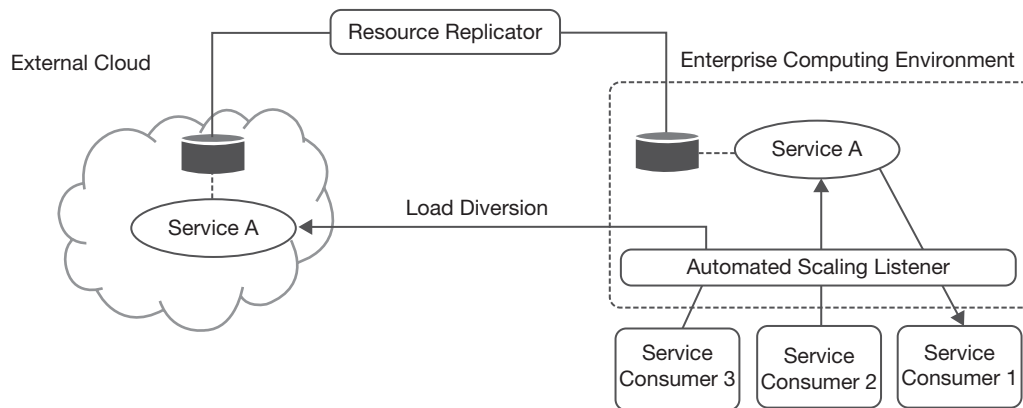 Resource Replicator
External Cloud
Enterprise Computing Environment
Service A
Load Diversion
Service A
Automated Scaling Listener
Service
Consumer 3
Service
Consumer 2
Service
Consumer 1